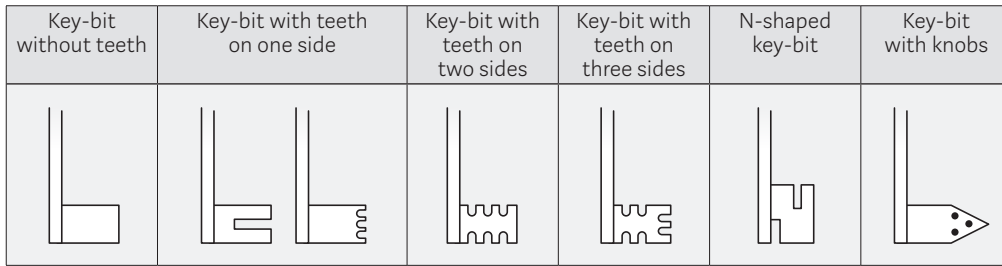 Key-bit
without teeth
Key-bit with teeth
on one side
Key-bit with
teeth on
two sides
Key-bit with
teeth on
three sides
N-shaped
key-bit
Key-bit
with knobs